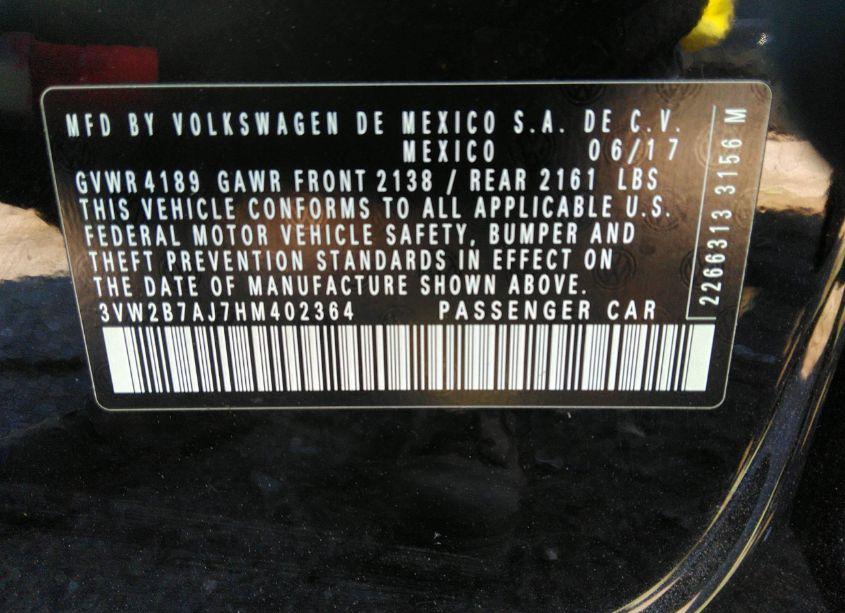 MFD BY VOLKSWAGEN DE MEXICO S.A. DE C.V.
MEXICO 06/17
GVWR 4189 GAWR FRONT 2138 / REAR 2161 LBS
THIS VEHICLE CONFORMS TO ALL APPLICABLE U.S.
FEDERAL MOTOR VEHICLE SAFETY, BUMPER AND
THEFT PREVENTION STANDARDS IN EFFECT ON
THE DATE OF MANUFACTURE SHOWN ABOVE.
3VW2B7AJ7HM402364 PASSENGER CAR
2266313 3156 M